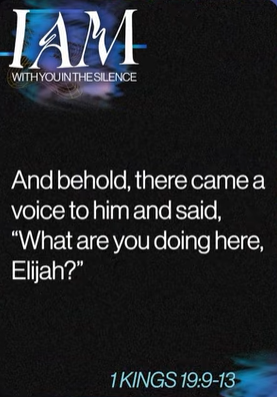 I AM
WITH YOU IN THE SILENCE
And behold, there came a
voice to him and said,
“What are you doing here,
Elijah?”
1 KINGS 19:9-13